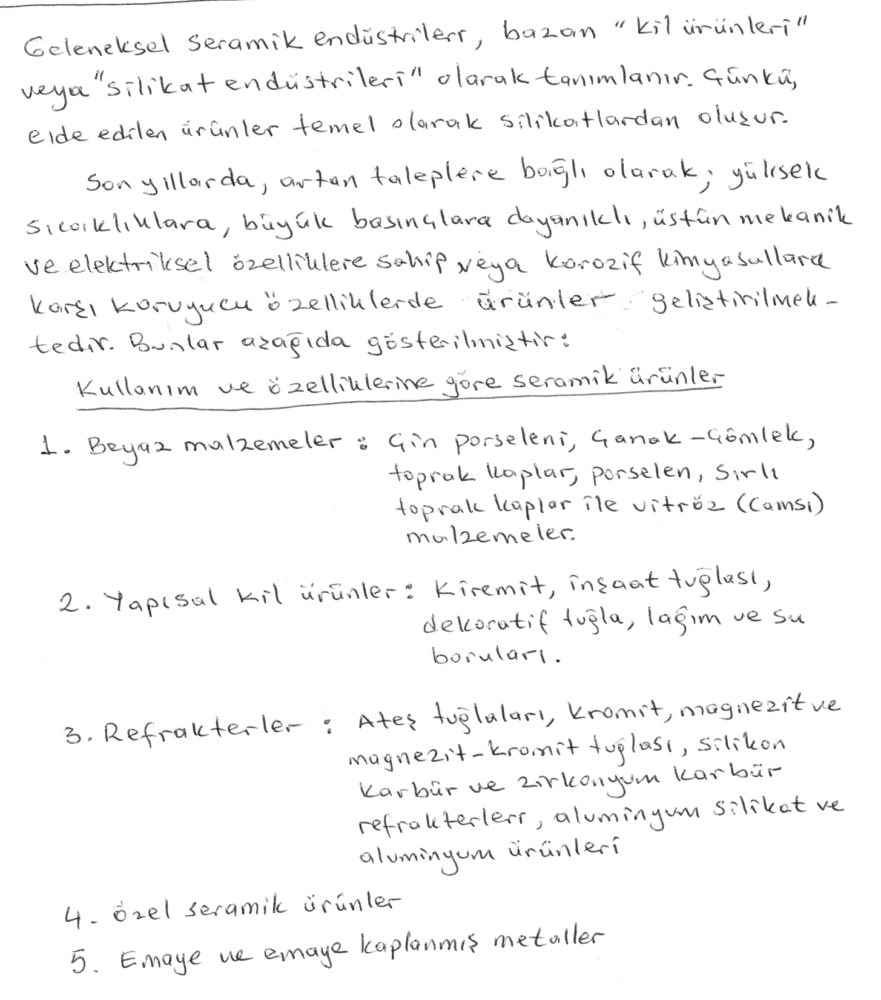 Geleneksel seramik endüstrileri, bazan "kil ürünleri"
veya "silikat endüstrileri" olarak tanımlanır. Çünkü,
elde edilen ürünler temel olarak silikatlardan oluşur.
Son yıllarda, artan taleplere bağlı olarak; yüksek
sıcaklıklara, büyük basınçlara dayanıklı, üstün mekanik
ve elektriksel özelliklere sahip veya korozif kimyasallara
karşı koruyucu özelliklerde ürünler geliştirilmek-
tedir. Bunlar aşağıda gösterilmiştir:
Kullanım ve özelliklerine göre seramik ürünler
1. Beyaz malzemeler : Çin porseleni, Çanak-Çömlek,
toprak kaplar, porselen, Sırlı
toprak kaplar ile vitröz (Camsı)
malzemeler.
2. Yapısal kil ürünler : Kiremit, inşaat tuğlası,
dekoratif tuğla, lağım ve su
boruları.
3. Refrakterler : Ateş tuğlaları, kromit, magnezit ve
magnezit-kromit tuğlası, silikon
karbür ve zirkonyum karbür
refrakterleri, aluminyum silikat ve
aluminyum ürünleri
4. Özel seramik ürünler
5. Emaye ve emaye kaplanmış metaller